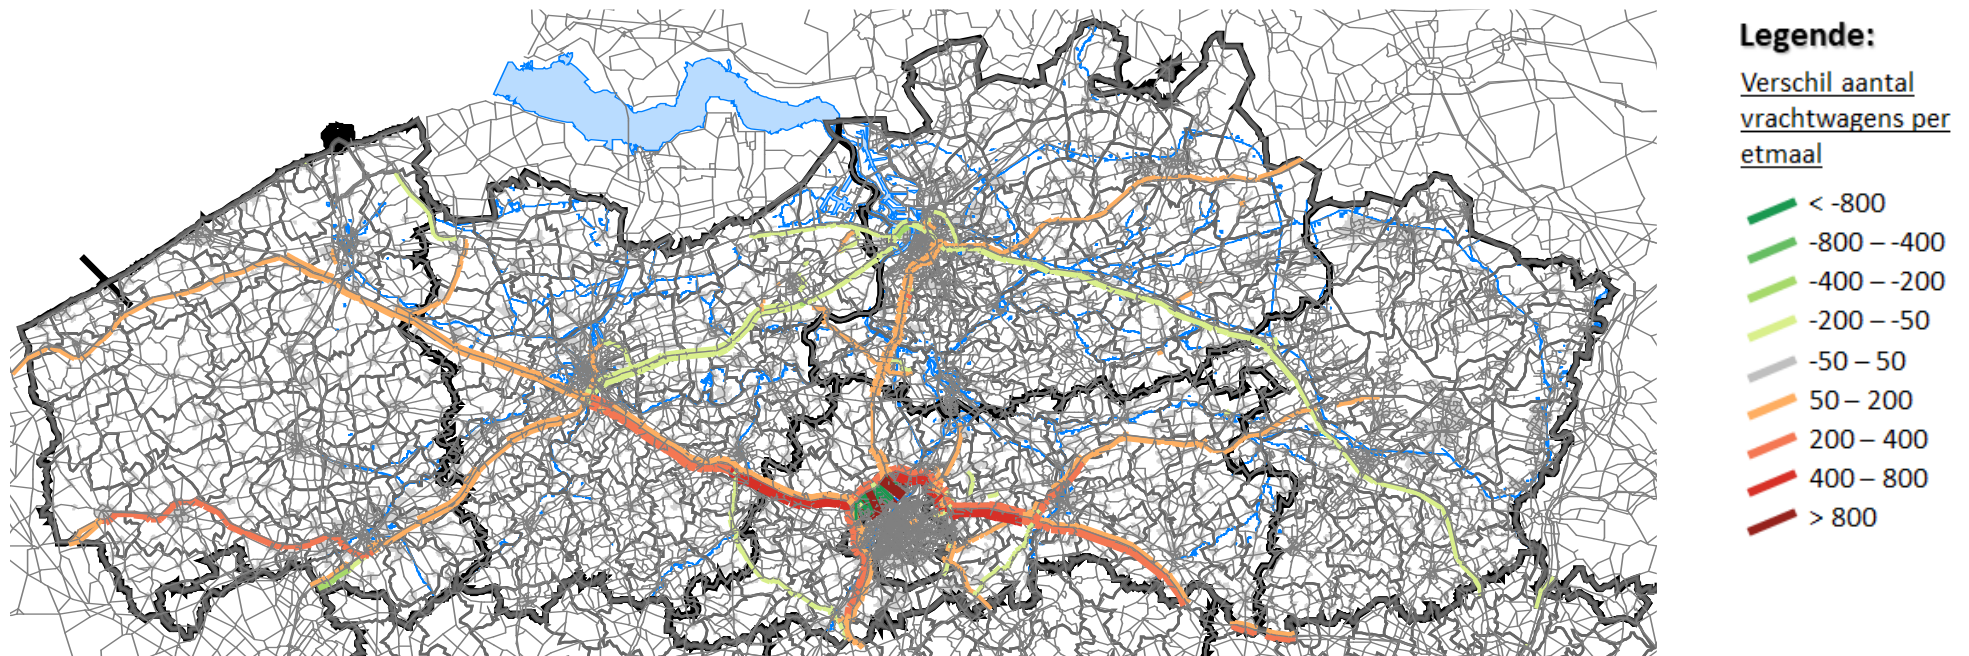 Legende:
Verschil aantal
vrachtwagens per
etmaal
< -800
-800 – -400
-400 – -200
-200 – -50
-50 – 50
50 – 200
200 – 400
400 – 800
> 800